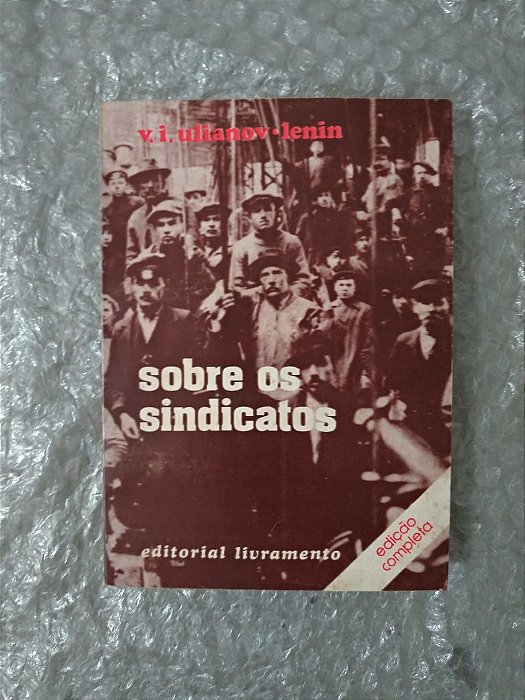 v. i. ulianov • lenin
sobre os
sindicatos
editorial livramento
edição
completa